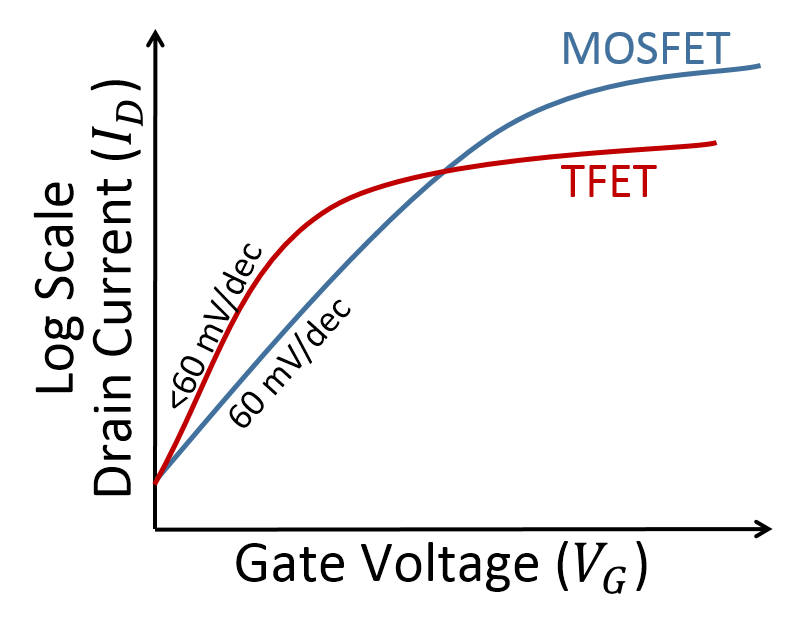 MOSFET
TFET
Log Scale
Drain Current (I_D)
<60 mV/dec
60 mV/dec
Gate Voltage (V_G)